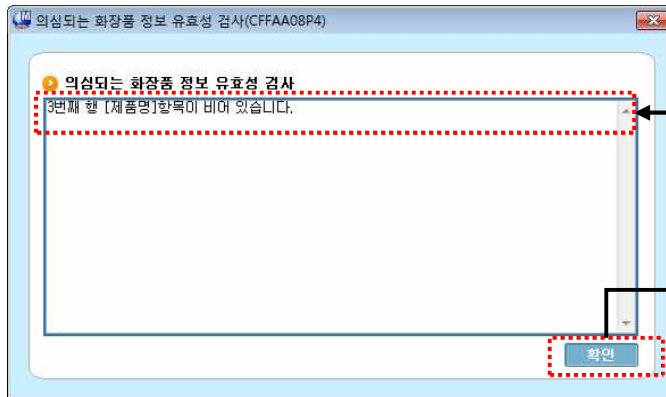 의심되는 화장품 정보 유효성 검사(CFFAA08P4)
의심되는 화장품 정보 유효성 검사
3번째 행 [제품명]항목이 비어 있습니다.
확인